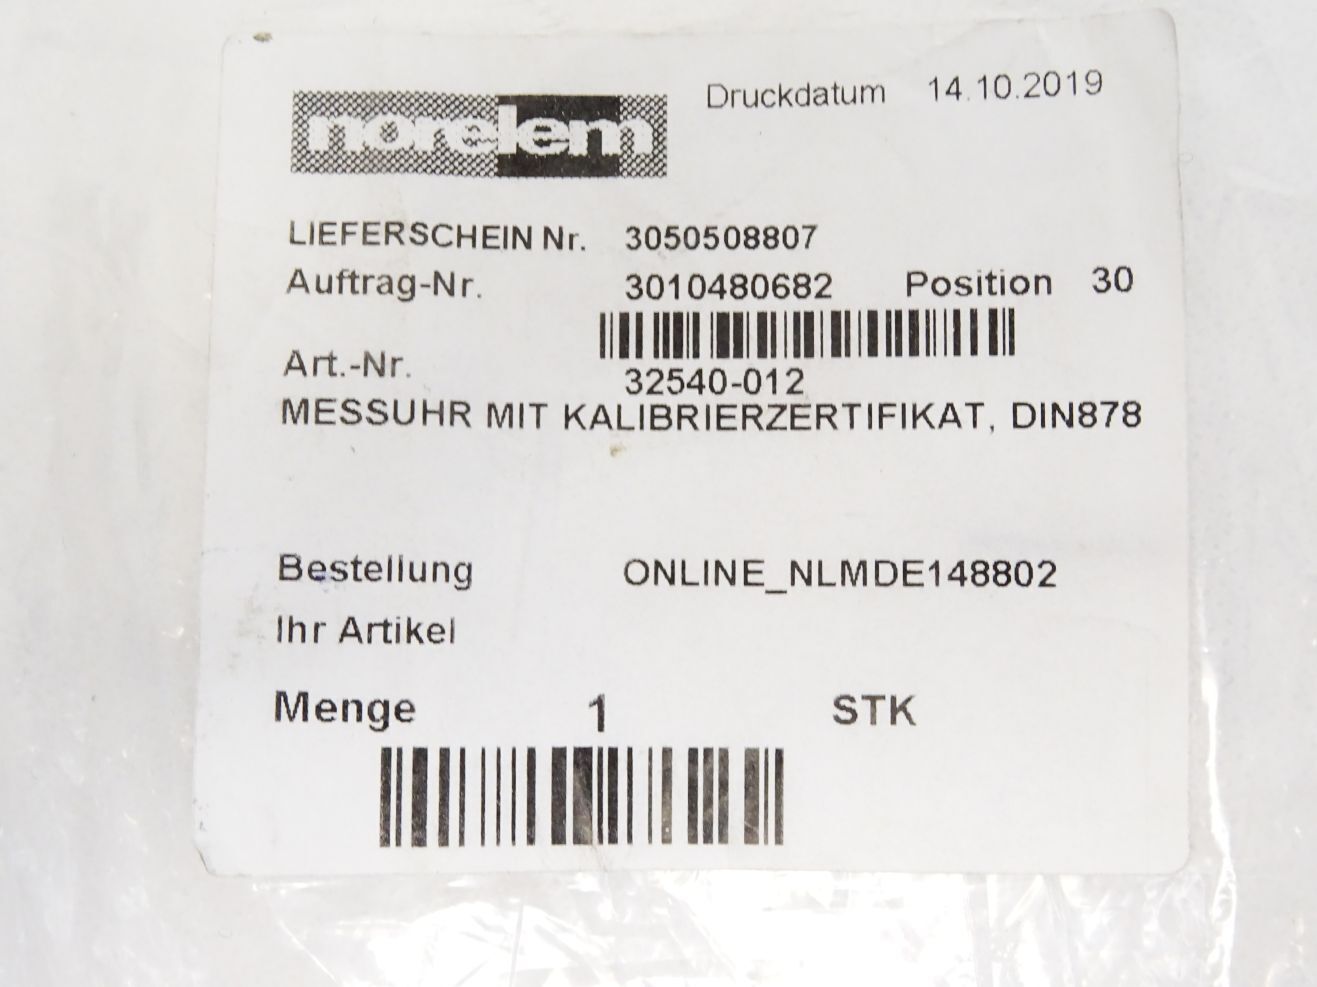 norelem Druckdatum 14.10.2019
LIEFERSCHEIN Nr. 3050508807
Auftrag-Nr. 3010480682 Position 30
Art.-Nr. 32540-012
MESSUHR MIT KALIBRIERZERTIFIKAT, DIN878
Bestellung ONLINE_NLMDE148802
Ihr Artikel
Menge 1 STK